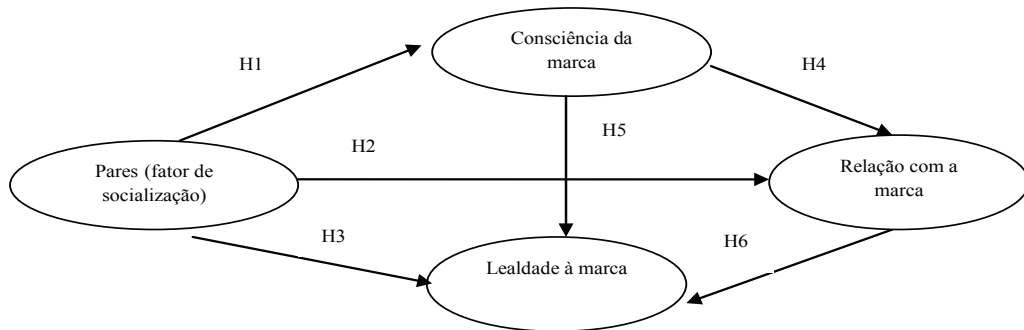 Consciência da
marca
H1
H4
H5
H2
Pares (fator de
socialização)
Relação com a
marca
H3
H6
Lealdade à marca